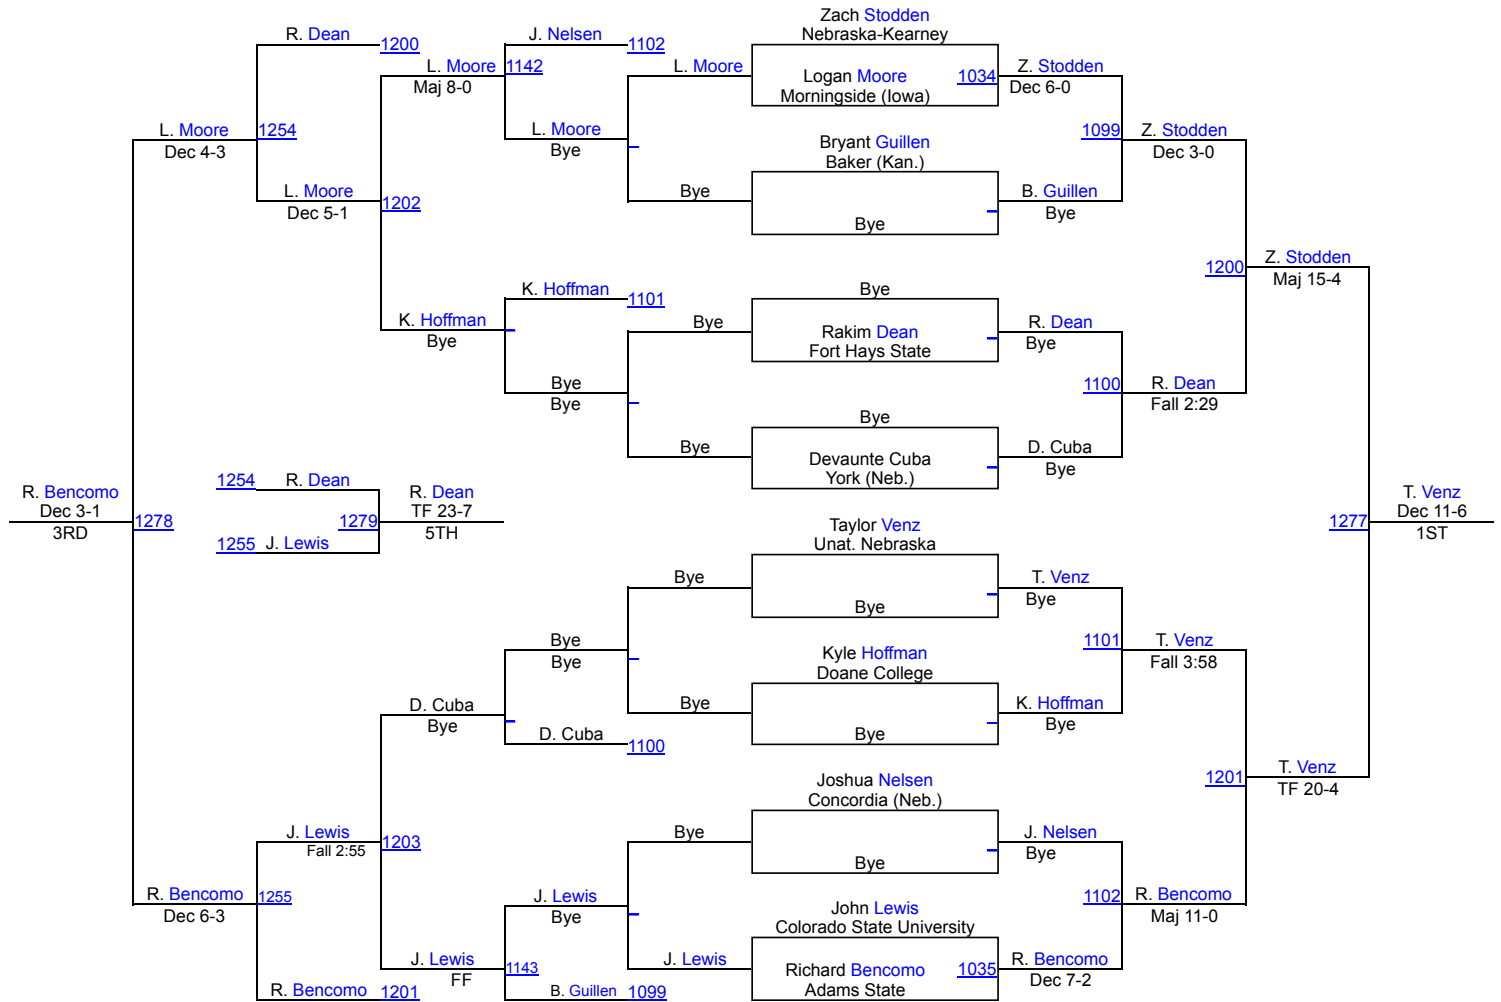 Zach Stodden
Nebraska-Kearney
R. Dean
1200
J. Nelsen
1102
L. Moore
1142
Maj 8-0
L. Moore
Logan Moore
Morningside (Iowa)
1034
Z. Stodden
Dec 6-0
L. Moore
Dec 4-3
1254
L. Moore
Bye
Bryant Guillen
Baker (Kan.)
1099
Z. Stodden
Dec 3-0
L. Moore
Dec 5-1
1202
Bye
Bye
B. Guillen
Bye
1200
Z. Stodden
Maj 15-4
K. Hoffman
1101
Bye
K. Hoffman
Bye
Bye
Rakim Dean
Fort Hays State
R. Dean
Bye
Bye
Bye
1100
R. Dean
Fall 2:29
Bye
Bye
Devaunte Cuba
York (Neb.)
D. Cuba
Bye
R. Bencomo
Dec 3-1
3RD
1278
1254
R. Dean
1279
1255
J. Lewis
R. Dean
TF 23-7
5TH
1277
T. Venz
Dec 11-6
1ST
Taylor Venz
Unat. Nebraska
Bye
Bye
T. Venz
Bye
Bye
Bye
Kyle Hoffman
Doane College
1101
T. Venz
Fall 3:58
D. Cuba
Bye
Bye
Bye
K. Hoffman
Bye
D. Cuba
1100
1201
T. Venz
TF 20-4
Joshua Nelsen
Concordia (Neb.)
J. Lewis
Fall 2:55
1203
Bye
Bye
J. Nelsen
Bye
R. Bencomo
Dec 6-3
1255
J. Lewis
Bye
John Lewis
Colorado State University
1102
R. Bencomo
Maj 11-0
J. Lewis
FF
1143
J. Lewis
Richard Bencomo
Adams State
1035
R. Bencomo
Dec 7-2
R. Bencomo
1201
B. Guillen
1099